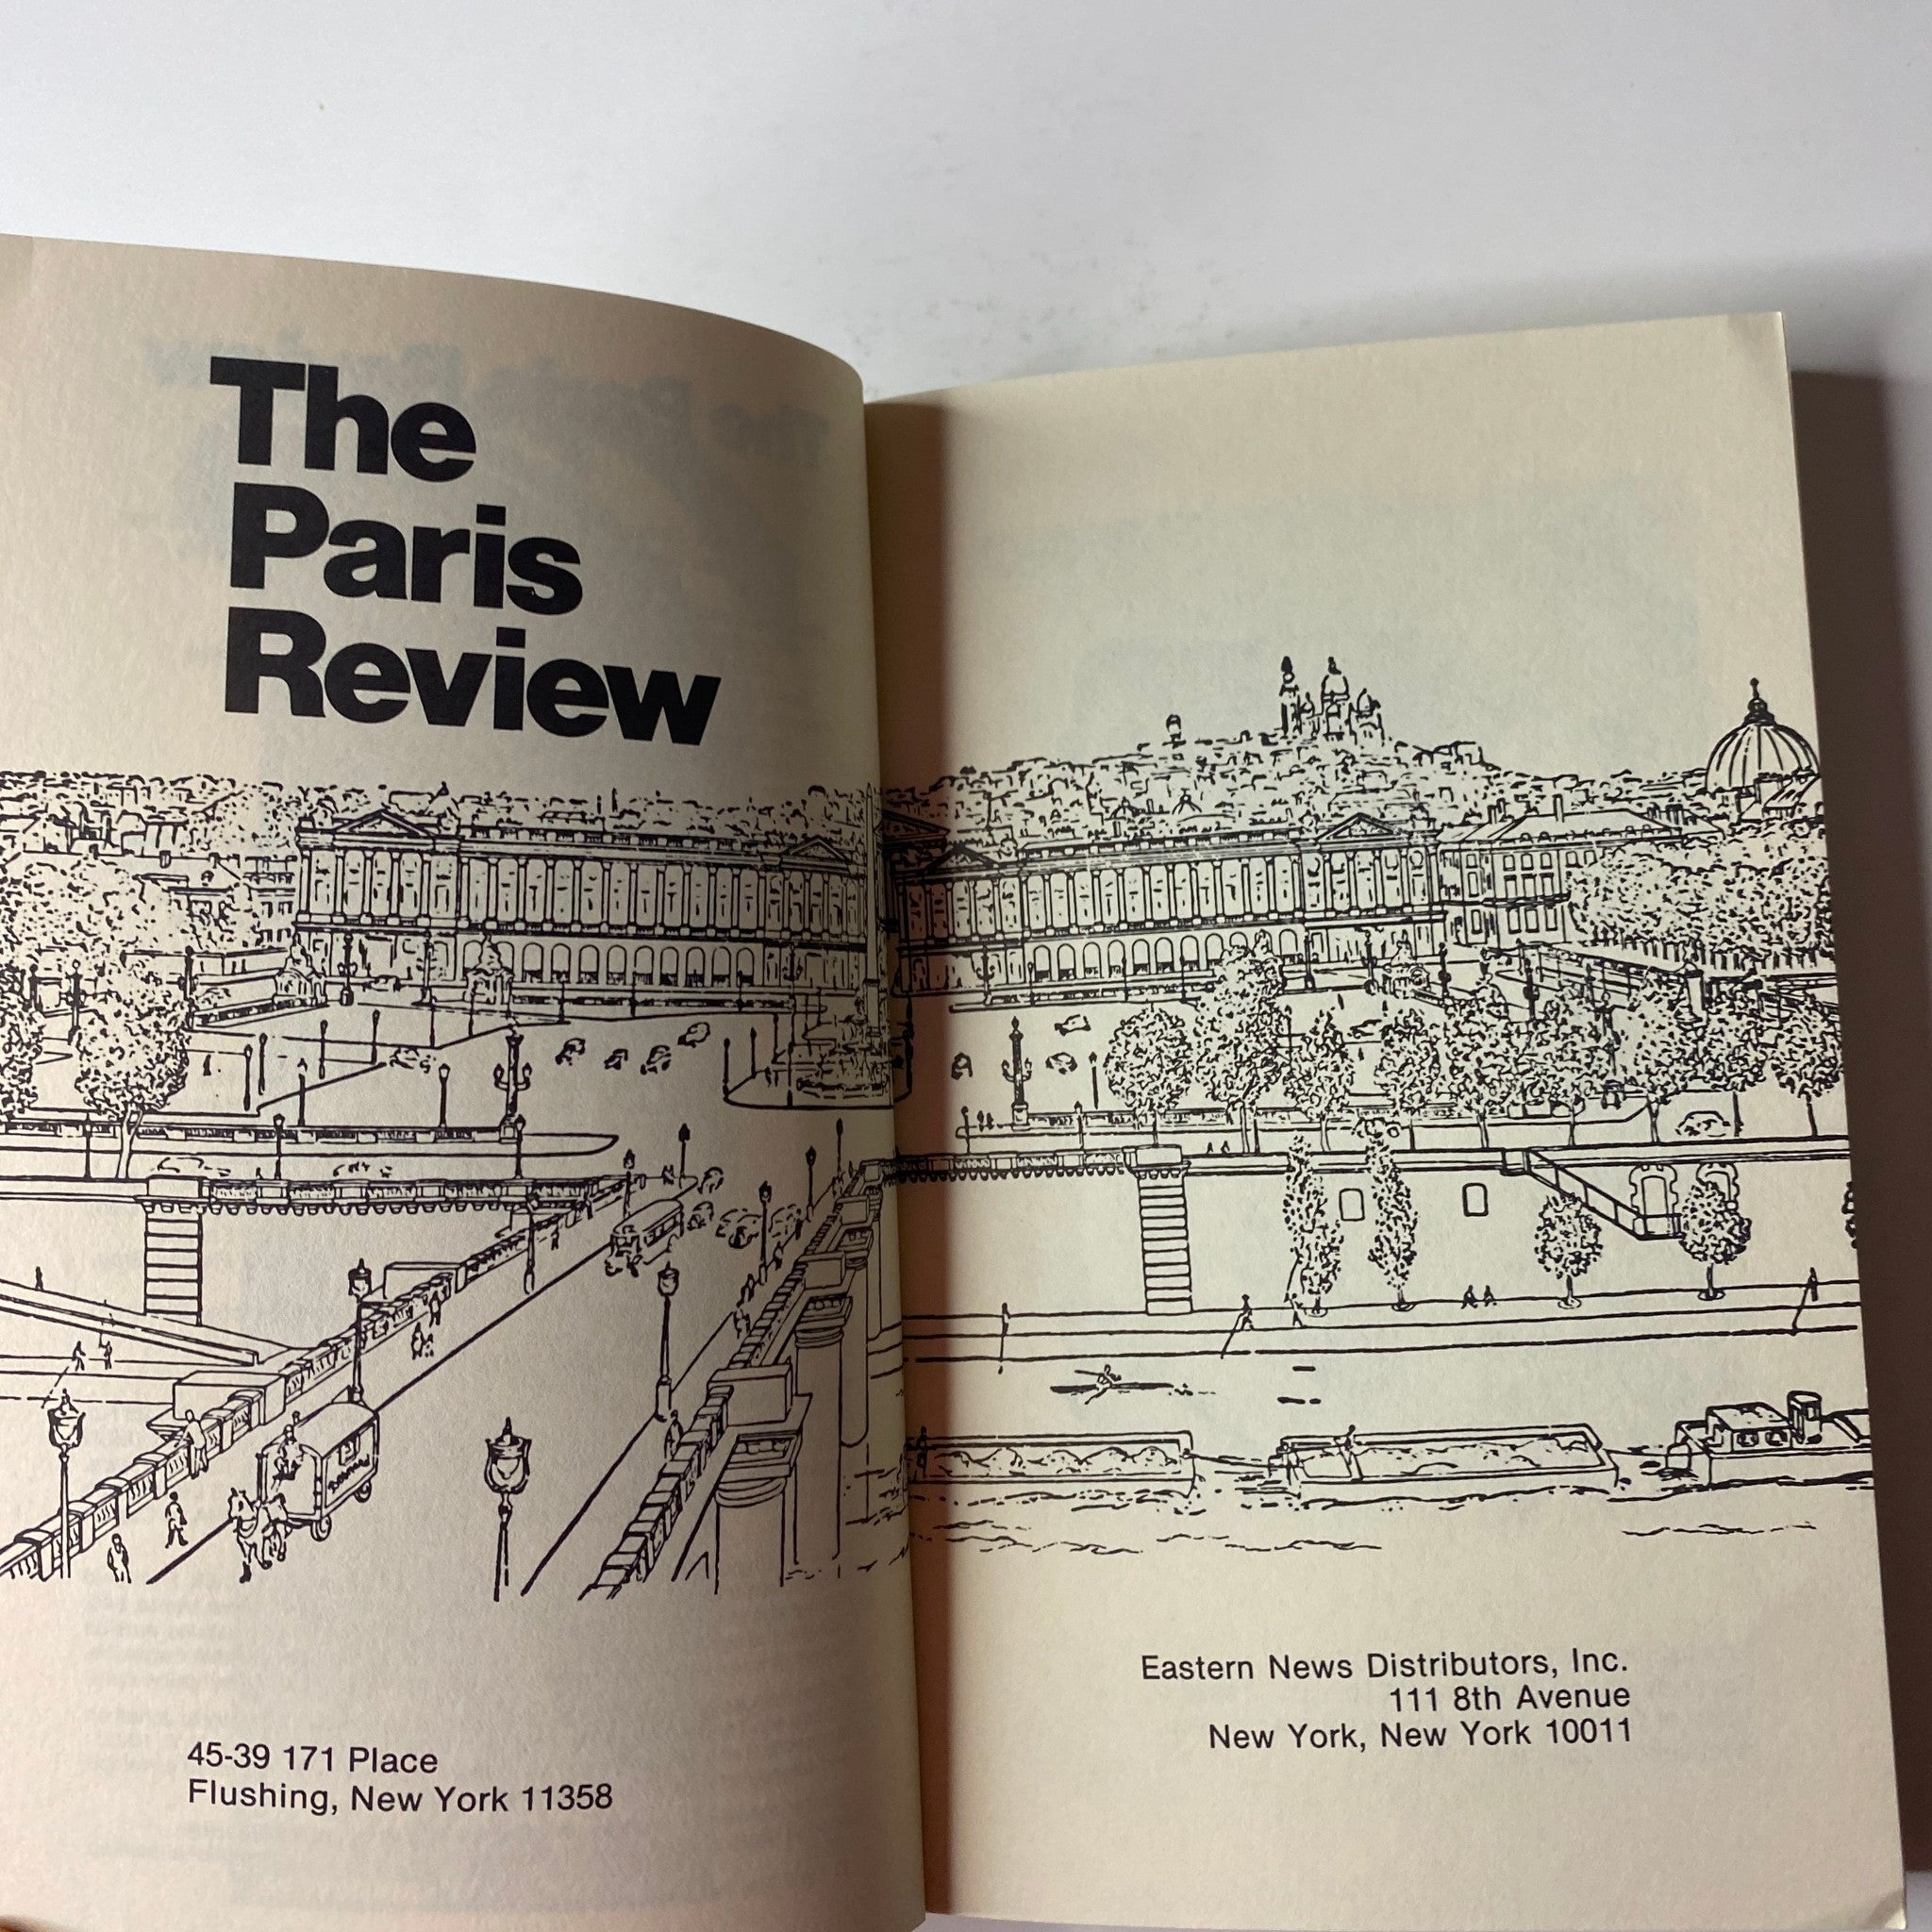 The
Paris
Review
45-39 171 Place
Flushing, New York 11358
Eastern News Distributors, Inc.
111 8th Avenue
New York, New York 10011